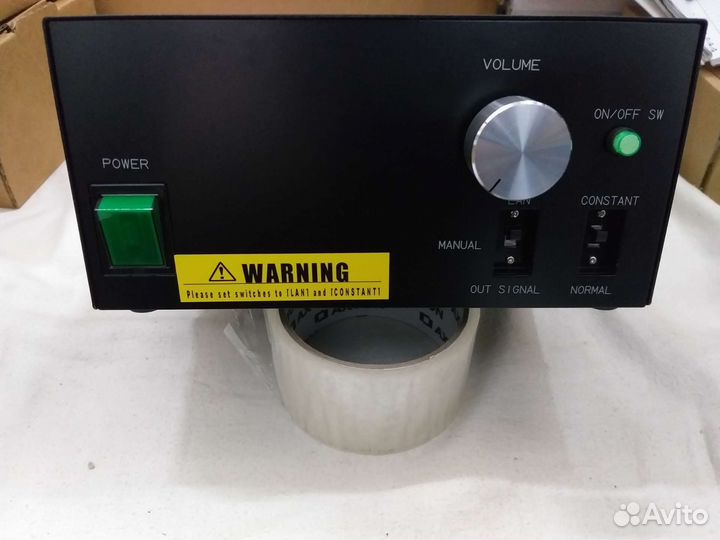 VOLUME
ON/OFF SW
POWER
LAN
CONSTANT
MANUAL
WARNING
Please set switches to [LAN] and [CONSTANT]
OUT SIGNAL
NORMAL
Avito